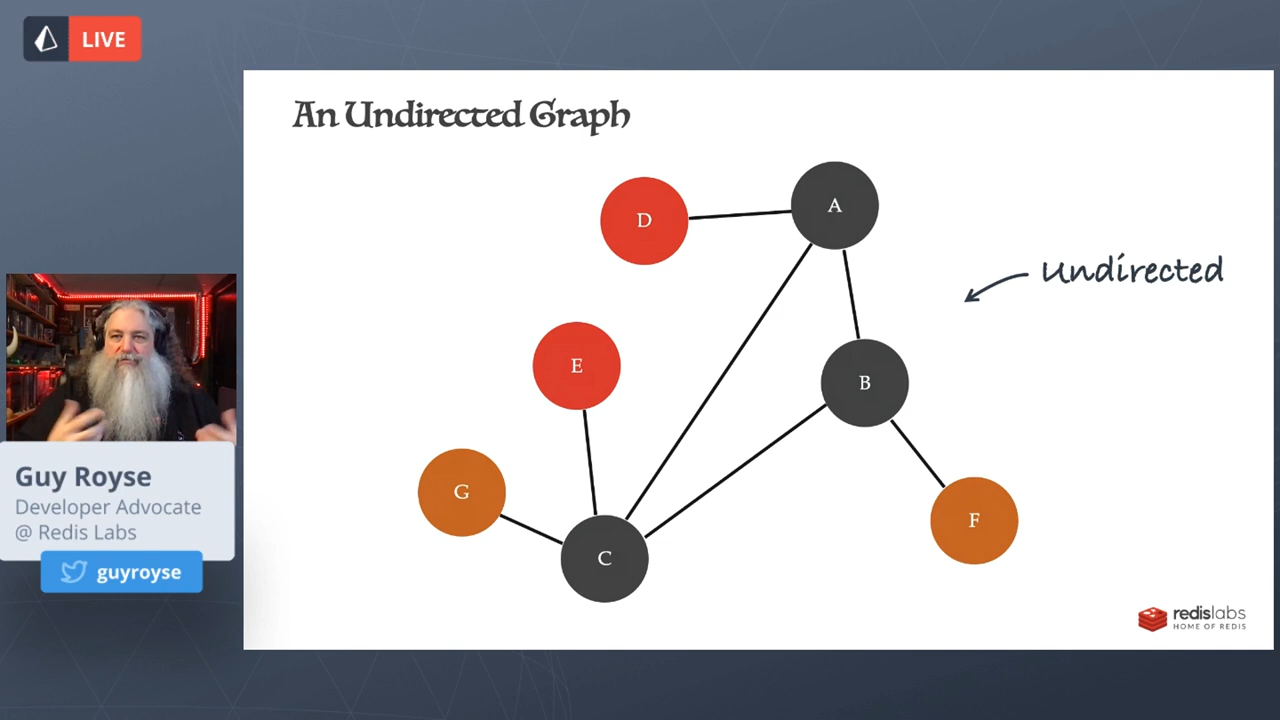 LIVE
An Undirected Graph
D
A
Undirected
E
B
G
F
C
Guy Royse
Developer Advocate
@ Redis Labs
guyroyse
redislabs
HOME OF REDIS